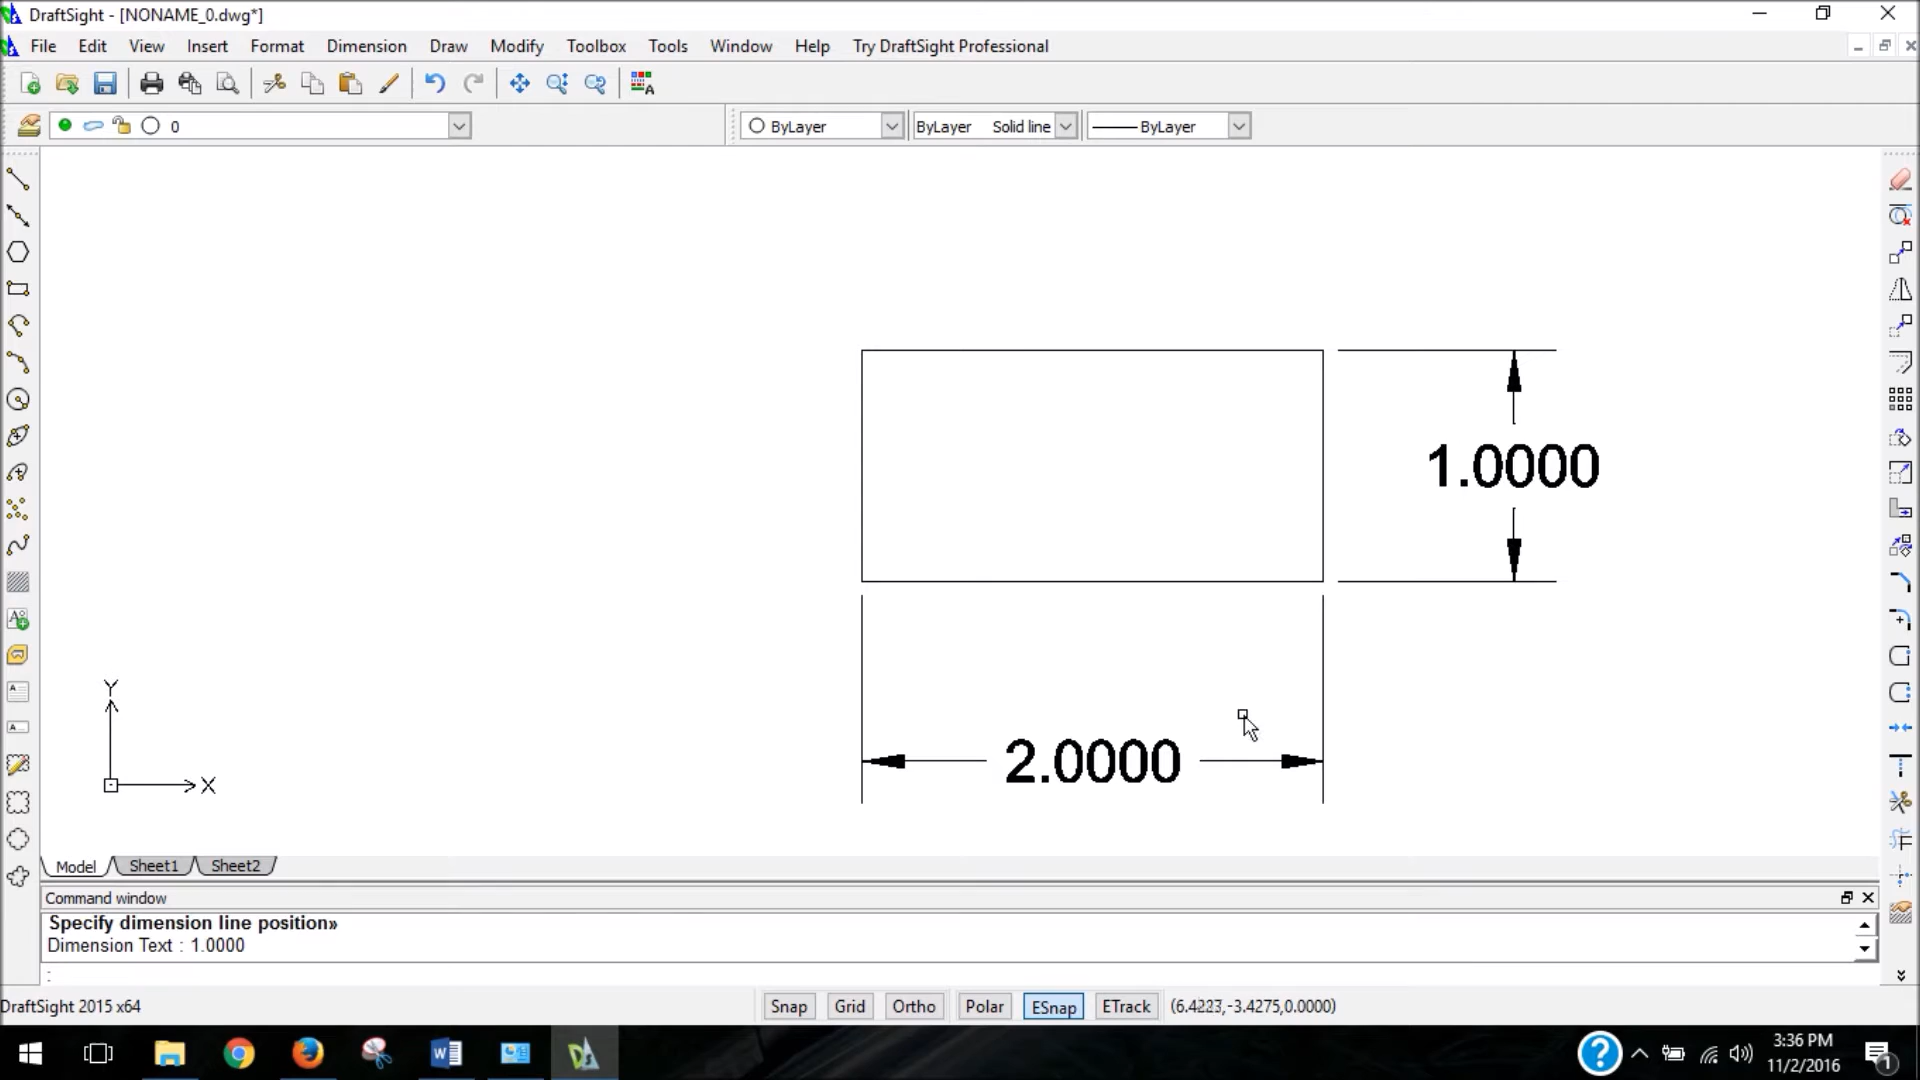 DraftSight - [NONAME_0.dwg*]
File Edit View Insert Format Dimension Draw Modify Toolbox Tools Window Help Try DraftSight Professional
0 ByLayer ByLayer Solid line ByLayer
1.0000
2.0000
Y
X
Model Sheet1 Sheet2
Command window
Specify dimension line position»
Dimension Text : 1.0000
:
DraftSight 2015 x64 Snap Grid Ortho Polar ESnap ETrack (6.4223,-3.4275,0.0000)
3:36 PM
11/2/2016
1